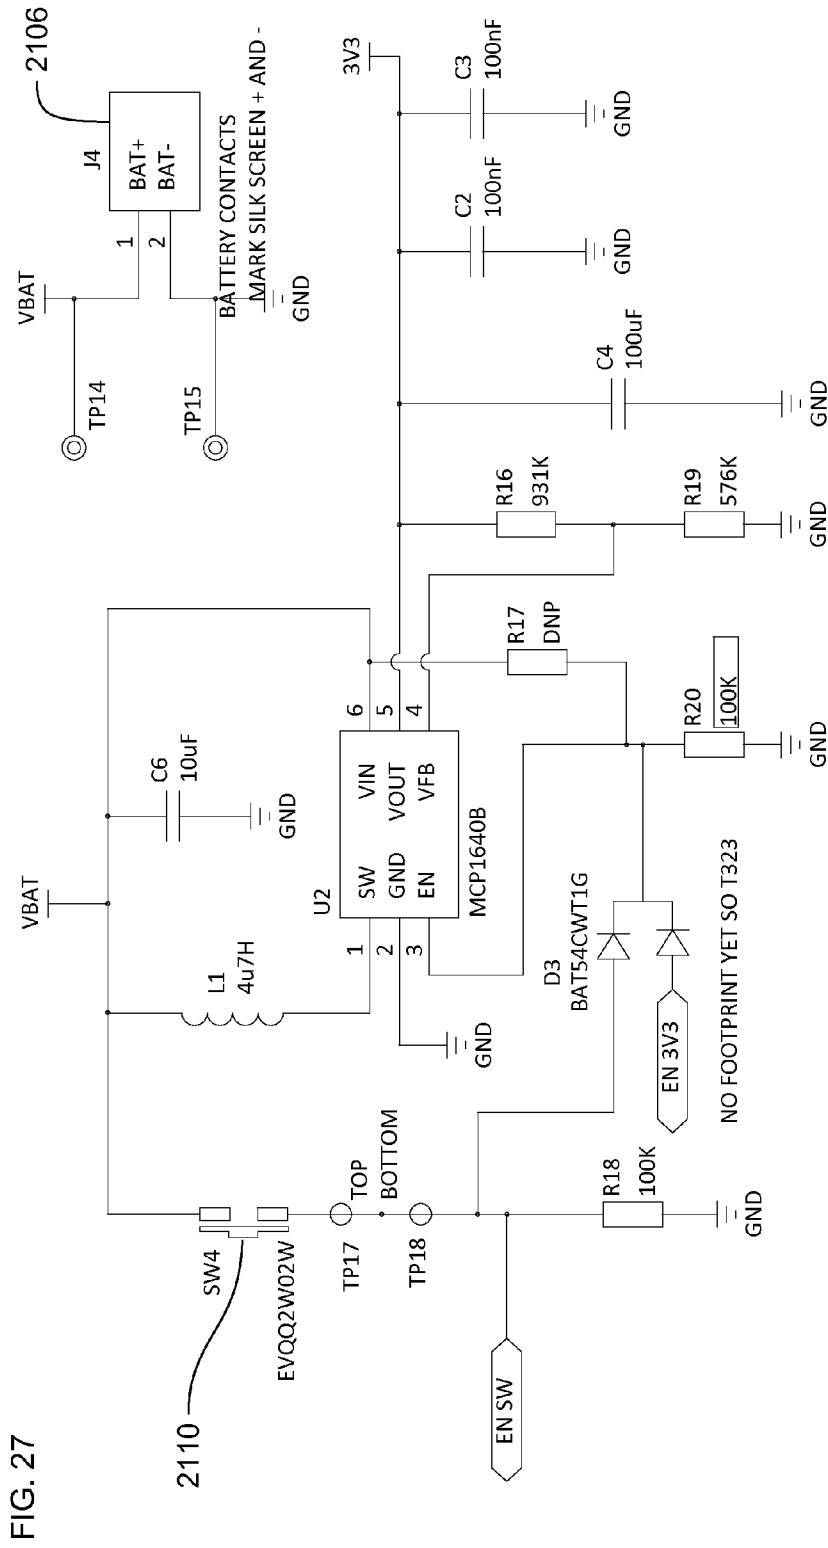 FIG. 27
2110
SW4
EVQQ2W02W
TP17
TOP
BOTTOM
TP18
EN SW
R18
100K
GND
VBAT
L1
4u7H
C6
10uF
GND
U2
SW
GND
EN
VIN
VOUT
VFB
1
2
3
6
5
4
MCP1640B
GND
D3
BAT54CWT1G
EN 3V3
NO FOOTPRINT YET SO T323
R17
DNP
R20
100K
GND
R16
931K
R19
576K
GND
C4
100uF
GND
C2
100nF
GND
C3
100nF
GND
3V3
VBAT
TP14
TP15
1
2
J4
BAT+
BAT-
2106
BATTERY CONTACTS
MARK SILK SCREEN + AND -
GND